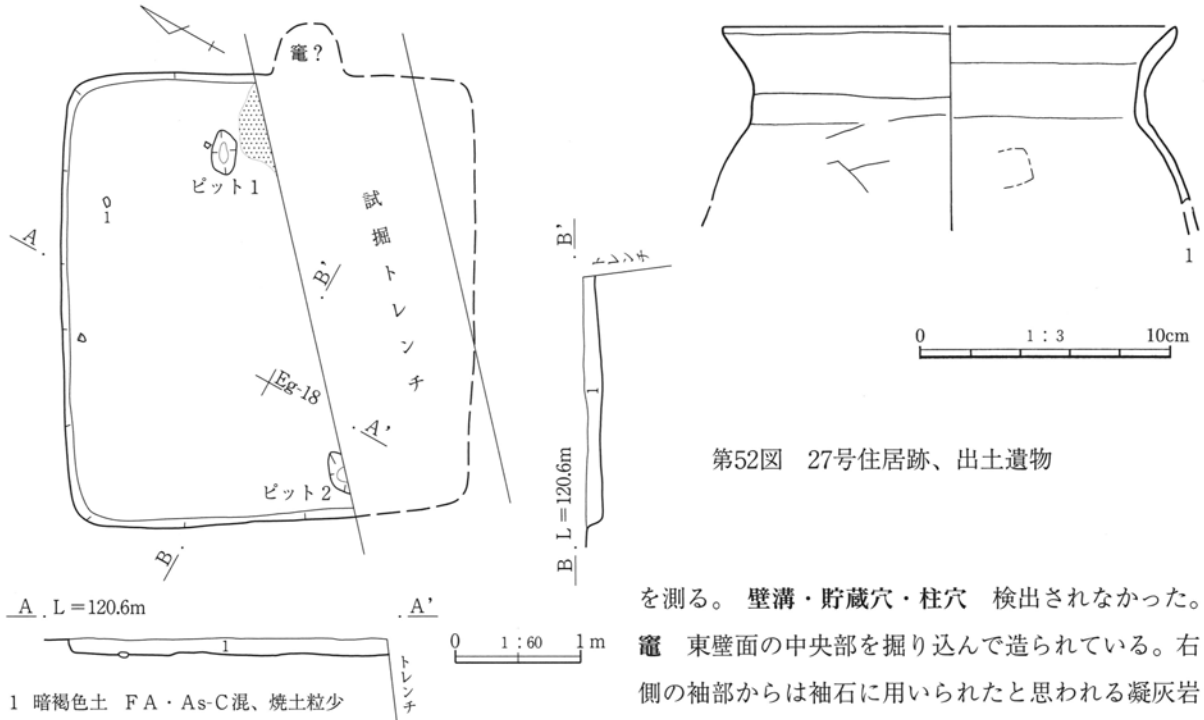 竈？
ピット1
1
試掘トレンチ
A
B'
Eg-18
A'
ピット2
B
B'
トレンチ
1
B L＝120.6m
A L＝120.6m
A'
1
トレンチ
0 1：60 1m
1 暗褐色土 FA・As-C混、焼土粒少
1
0 1：3 10cm
第52図 27号住居跡、出土遺物
を測る。 壁溝・貯蔵穴・柱穴 検出されなかった。
竈 東壁面の中央部を掘り込んで造られている。右
側の袖部からは袖石に用いられたと思われる凝灰岩